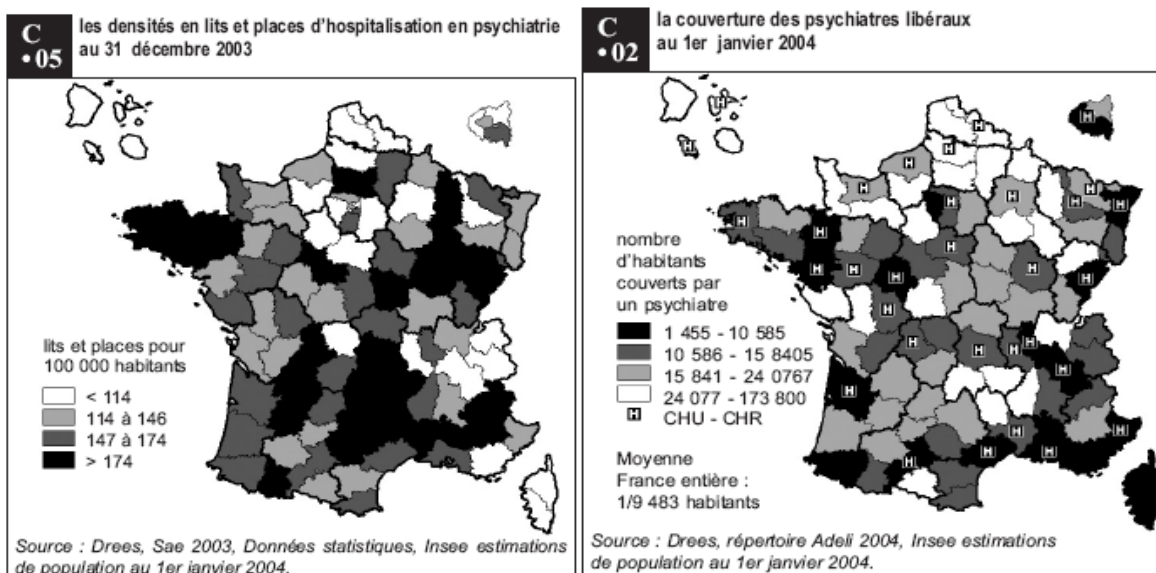 C
•05
les densités en lits et places d'hospitalisation en psychiatrie
au 31 décembre 2003
lits et places pour
100 000 habitants
< 114
114 à 146
147 à 174
> 174
Source : Drees, Sae 2003, Données statistiques, Insee estimations
de population au 1er janvier 2004.
C
•02
la couverture des psychiatres libéraux
au 1er janvier 2004
nombre
d'habitants
couverts par
un psychiatre
1 455 - 10 585
10 586 - 15 8405
15 841 - 24 0767
24 077 - 173 800
H CHU - CHR
Moyenne
France entière :
1/9 483 habitants
Source : Drees, répertoire Adeli 2004, Insee estimations
de population au 1er janvier 2004.